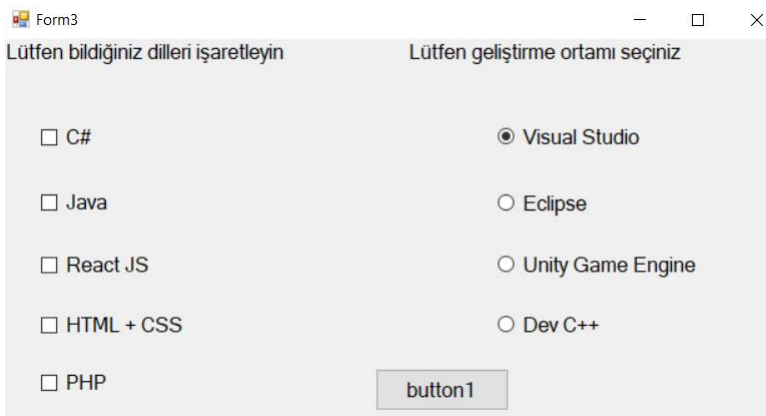 Form3
Lütfen bildiğiniz dilleri işaretleyin
Lütfen geliştirme ortamı seçiniz
C#
Visual Studio
Java
Eclipse
React JS
Unity Game Engine
HTML + CSS
Dev C++
PHP
button1